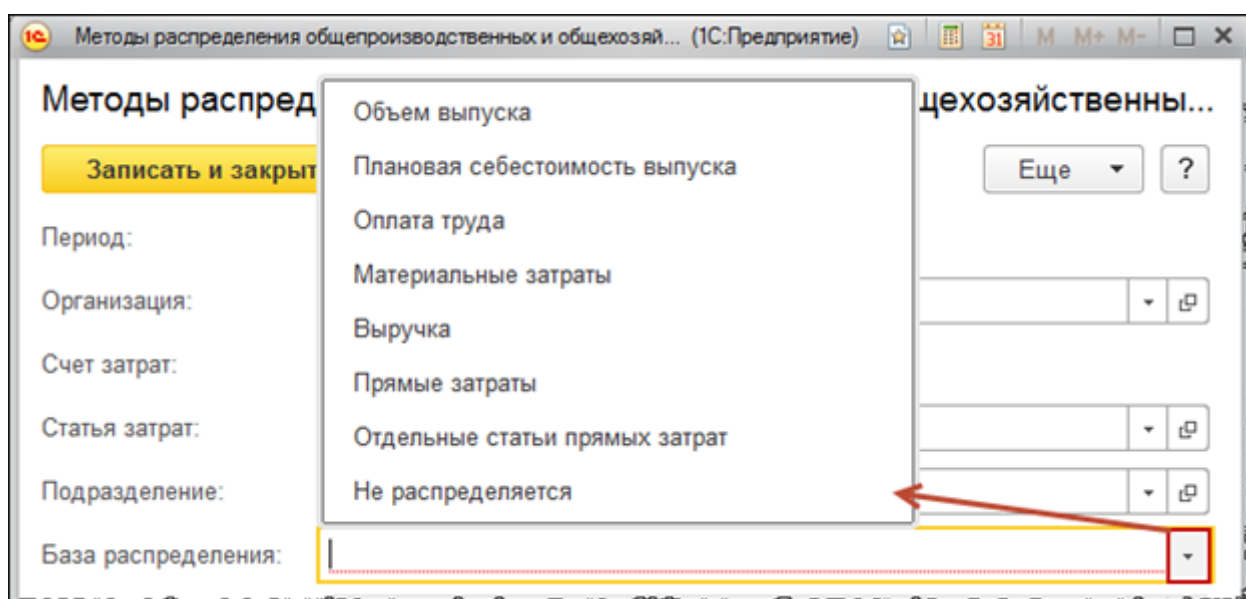 Методы распределения общепроизводственных и общехозяй... (1С:Предприятие) 31 M M+ M-
Методы распред щехозяйственны...
Объем выпуска
Записать и закрыт Плановая себестоимость выпуска Еще ?
Оплата труда
Период:
Материальные затраты
Организация:
Выручка
Счет затрат:
Прямые затраты
Статья затрат:
Отдельные статьи прямых затрат
Подразделение: Не распределяется
База распределения: